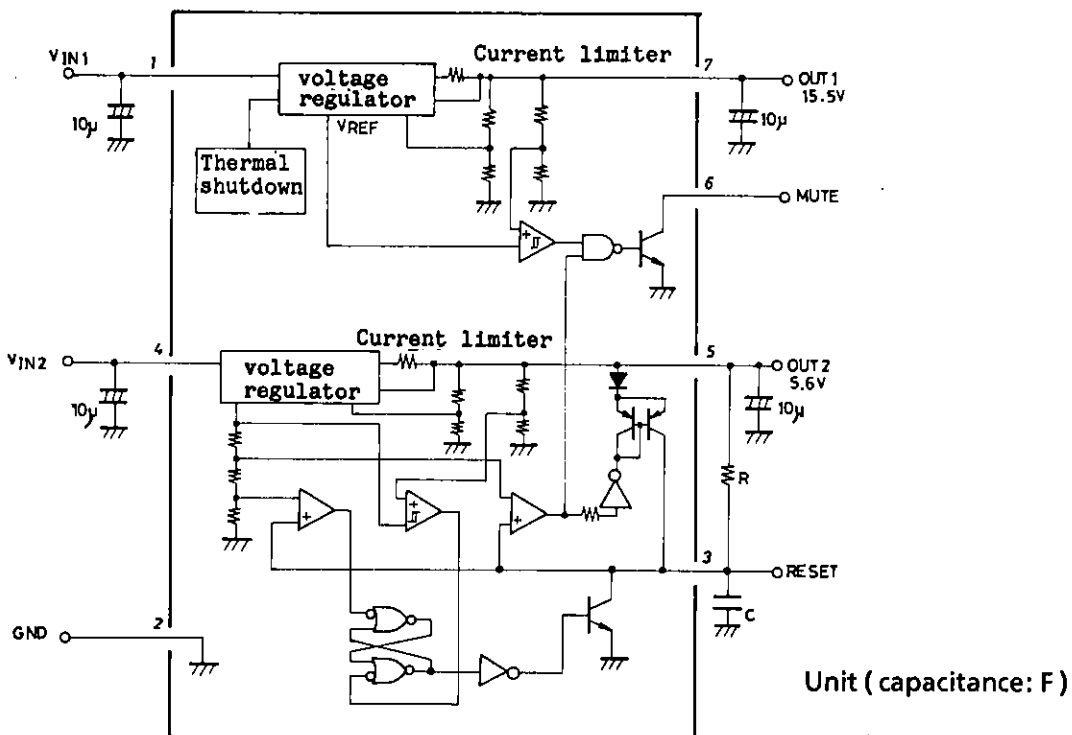 VIN1
1
Current limiter
7
OUT1
15.5V
10μ
voltage
regulator
10μ
VREF
Thermal
shutdown
6
MUTE
+
VIN2
4
Current limiter
5
OUT2
5.6V
10μ
voltage
regulator
10μ
R
+
+
+
3
RESET
C
GND
2
Unit ( capacitance: F )